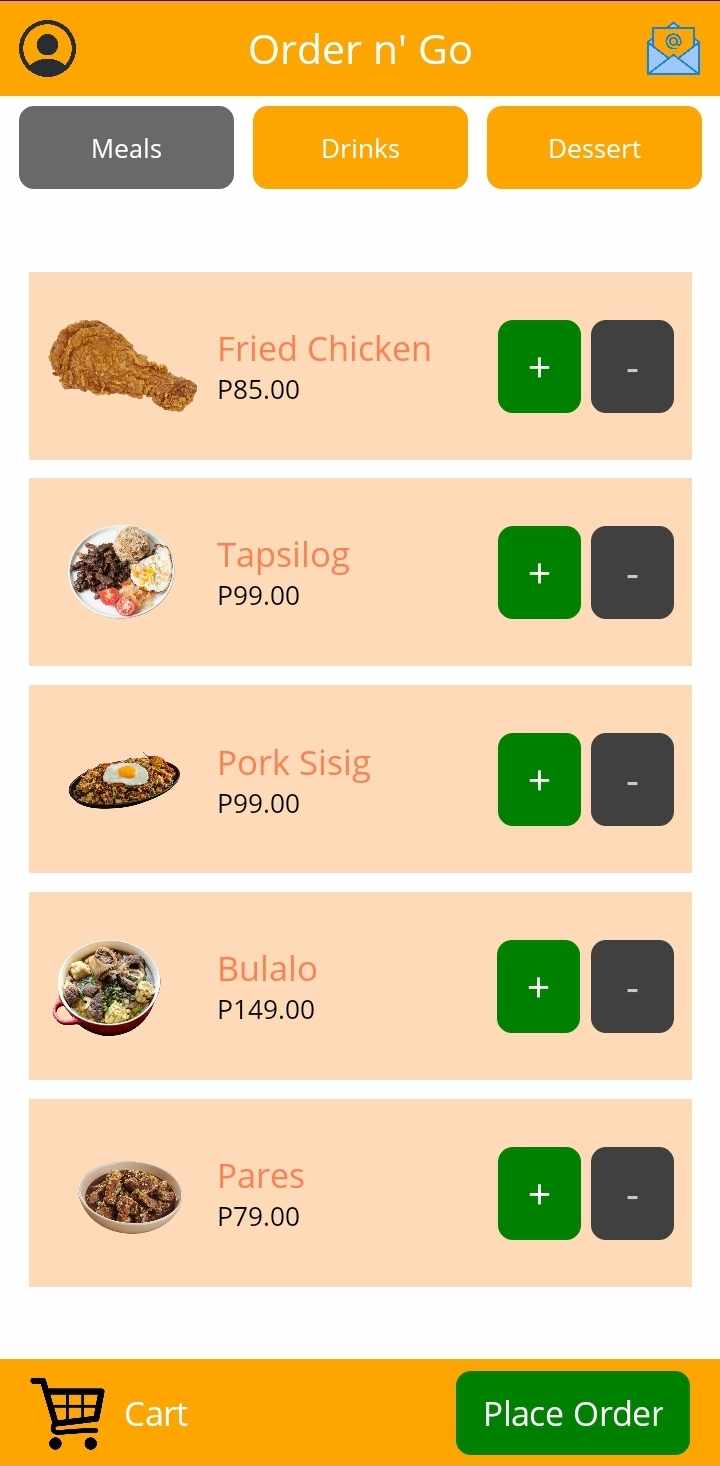 Order n' Go
@
Meals
Drinks
Dessert
Fried Chicken
P85.00
+
-
Tapsilog
P99.00
+
-
Pork Sisig
P99.00
+
-
Bulalo
P149.00
+
-
Pares
P79.00
+
-
Cart
Place Order